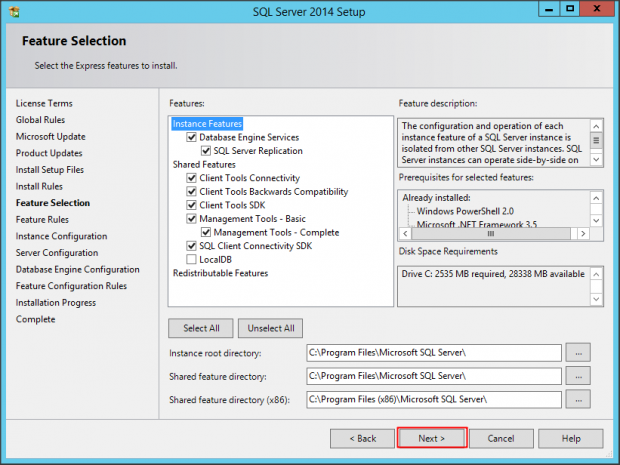 SQL Server 2014 Setup
Feature Selection
Select the Express features to install.
License Terms
Global Rules
Microsoft Update
Product Updates
Install Setup Files
Install Rules
Feature Selection
Feature Rules
Instance Configuration
Server Configuration
Database Engine Configuration
Feature Configuration Rules
Installation Progress
Complete
Features:
Instance Features
Database Engine Services
SQL Server Replication
Shared Features
Client Tools Connectivity
Client Tools Backwards Compatibility
Client Tools SDK
Management Tools - Basic
Management Tools - Complete
SQL Client Connectivity SDK
LocalDB
Redistributable Features
Feature description:
The configuration and operation of each
instance feature of a SQL Server instance is
isolated from other SQL Server instances. SQL
Server instances can operate side-by-side on
Prerequisites for selected features:
Already installed:
Windows PowerShell 2.0
Microsoft .NET Framework 3.5
Disk Space Requirements
Drive C: 2535 MB required, 28338 MB available
Select All
Unselect All
Instance root directory:
C:\Program Files\Microsoft SQL Server\
...
Shared feature directory:
C:\Program Files\Microsoft SQL Server\
...
Shared feature directory (x86):
C:\Program Files (x86)\Microsoft SQL Server\
...
< Back
Next >
Cancel
Help